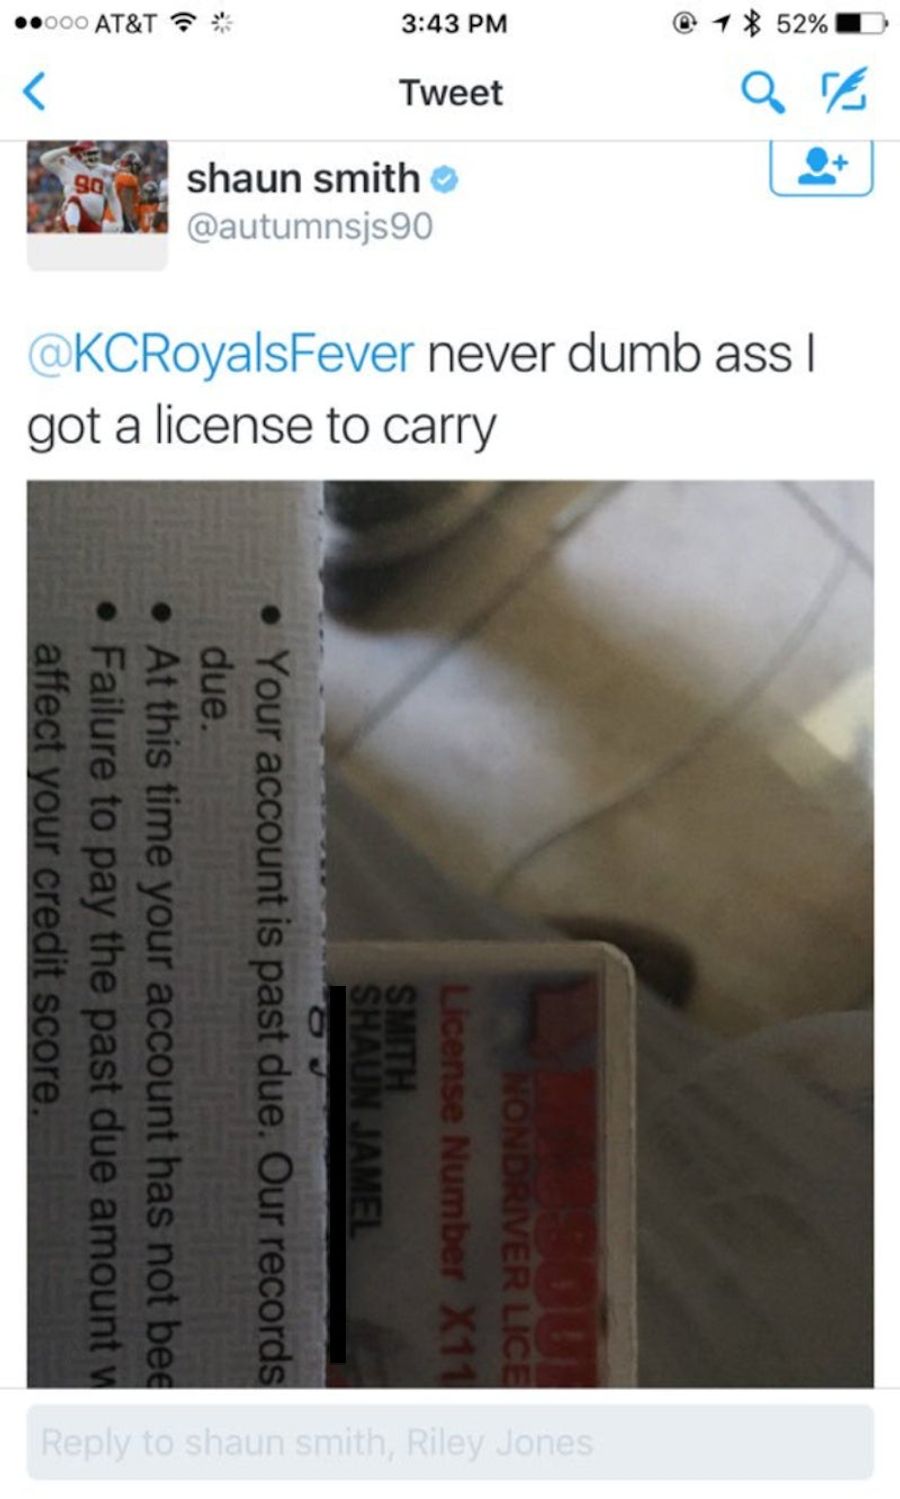 AT&T 3:43 PM 52%
Tweet
90
shaun smith
@autumnsjs90
@KCRoyalsFever never dumb ass I
got a license to carry
Your account is past due. Our records
due.
At this time your account has not bee
Failure to pay the past due amount w
affect your credit score.
NONDRIVER LICE
License Number X11
SMITH
SHAUN JAMEL
Reply to shaun smith, Riley Jones